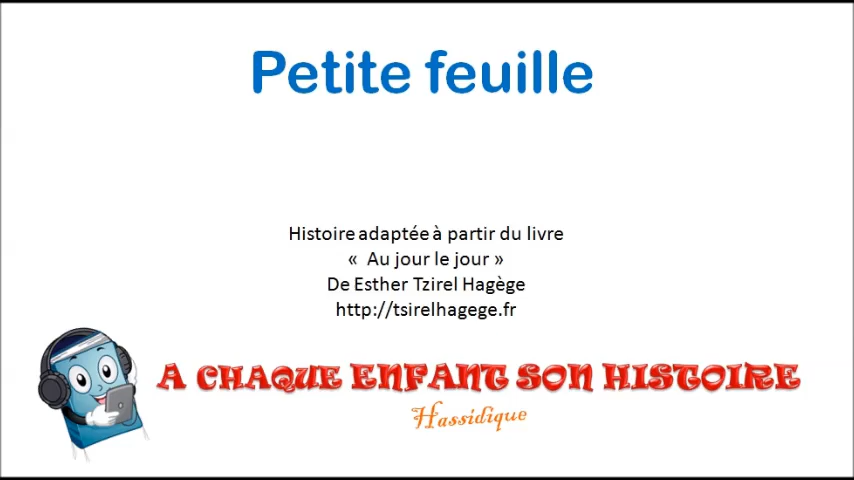 Petite feuille
Histoire adaptée à partir du livre
« Au jour le jour »
De Esther Tzirel Hagège
http://tsirelhagege.fr
A CHAQUE ENFANT SON HISTOIRE
Hassidique